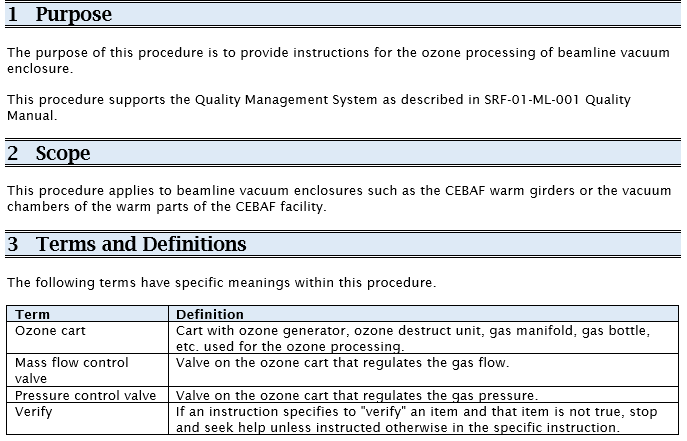 1 Purpose
The purpose of this procedure is to provide instructions for the ozone processing of beamline vacuum
enclosure.
This procedure supports the Quality Management System as described in SRF-01-ML-001 Quality
Manual.
2 Scope
This procedure applies to beamline vacuum enclosures such as the CEBAF warm girders or the vacuum
chambers of the warm parts of the CEBAF facility.
3 Terms and Definitions
The following terms have specific meanings within this procedure.
Term Definition
Ozone cart Cart with ozone generator, ozone destruct unit, gas manifold, gas bottle,
etc. used for the ozone processing.
Mass flow control Valve on the ozone cart that regulates the gas flow.
valve
Pressure control valve Valve on the ozone cart that regulates the gas pressure.
Verify If an instruction specifies to "verify" an item and that item is not true, stop
and seek help unless instructed otherwise in the specific instruction.